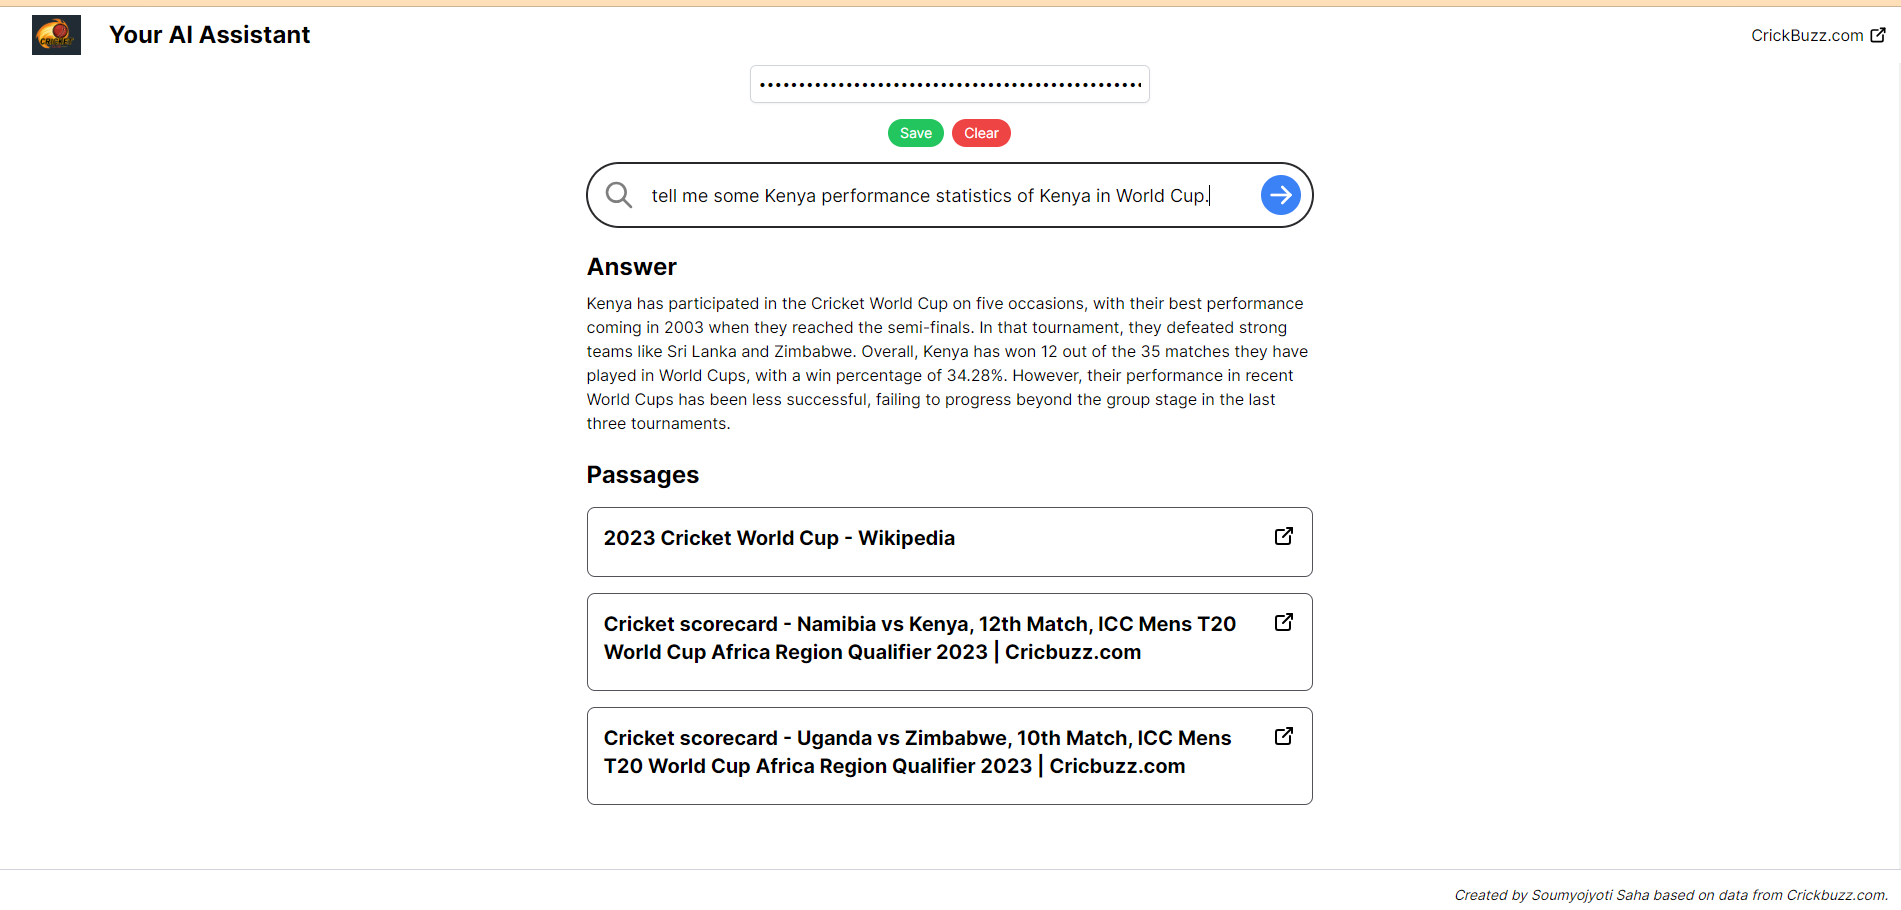 CRICKET
Your AI Assistant
CrickBuzz.com
Save
Clear
tell me some Kenya performance statistics of Kenya in World Cup.
Answer
Kenya has participated in the Cricket World Cup on five occasions, with their best performance
coming in 2003 when they reached the semi-finals. In that tournament, they defeated strong
teams like Sri Lanka and Zimbabwe. Overall, Kenya has won 12 out of the 35 matches they have
played in World Cups, with a win percentage of 34.28%. However, their performance in recent
World Cups has been less successful, failing to progress beyond the group stage in the last
three tournaments.
Passages
2023 Cricket World Cup - Wikipedia
Cricket scorecard - Namibia vs Kenya, 12th Match, ICC Mens T20
World Cup Africa Region Qualifier 2023 | Cricbuzz.com
Cricket scorecard - Uganda vs Zimbabwe, 10th Match, ICC Mens
T20 World Cup Africa Region Qualifier 2023 | Cricbuzz.com
Created by Soumyojyoti Saha based on data from Crickbuzz.com.